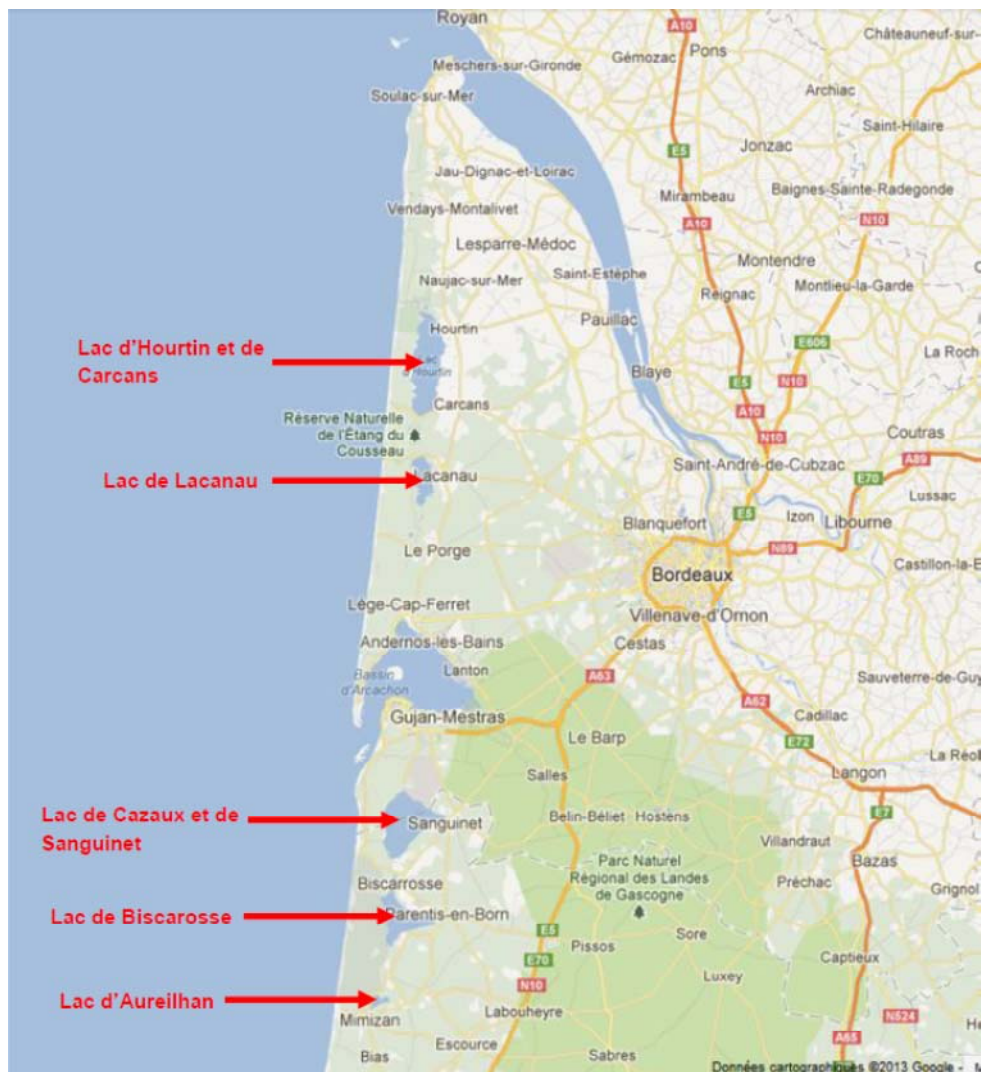 Royan
A10
Pons
Châteauneuf-sur-
Gémozac
Meschers-sur-Gironde
Archiac
Soulac-sur-Mer
Saint-Hilaire
E5
Jonzac
Jau-Dignac-et-Loirac
Mirambeau
Baignes-Sainte-Radegonde
Vendays-Montalivet
A10
N10
Lesparre-Médoc
Montendre
Naujac-sur-Mer
Saint-Estèphe
Reignac
Montlieu-la-Garde
Hourtin
Pauillac
E606
Lac d'Hourtin et de
Carcans
Lac
d'Hourtin
La Roch
Blaye
E5
N10
Carcans
A10
Réserve Naturelle
de l'Étang du
Cousseau
N10
Coutras
A89
Lac de Lacanau
Lacanau
Saint-André-de-Cubzac
E70
Lussac
E5
Izon
Blanquefort
Libourne
Le Porge
N89
Castillon-la-B
Bordeaux
Lège-Cap-Ferret
Villenave-d'Ornon
Andernos-les-Bains
Cestas
Lanton
Bassin
d'Arcachon
A63
Sauveterre-de-Guy
A62
Gujan-Mestras
Cadillac
Le Barp
E72
La Réol
Salles
Langon
Lac de Cazaux et de
Sanguinet
Sanguinet
Belin-Béliet
Hostens
E7
Villandraut
Parc Naturel
Régional des Landes
de Gascogne
Bazas
Biscarrosse
Préchac
Grignol
Lac de Biscarosse
Parentis-en-Born
E5
Sore
Pissos
E70
Captieux
Luxey
Lac d'Aureilhan
N10
Labouheyre
Mimizan
N524
He
Escource
A65
Bias
Sabres
Données cartographiques ©2013 Google -